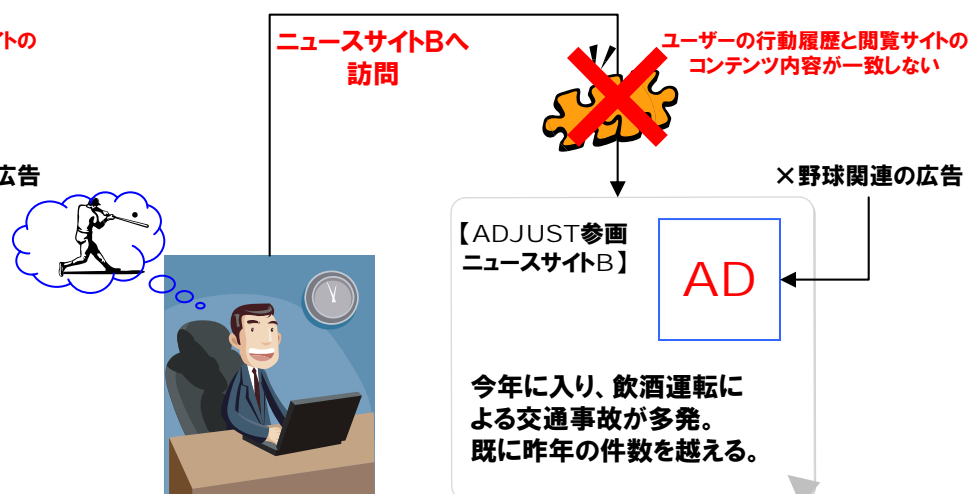 イトの
ニュースサイトBへ
訪問
ユーザーの行動履歴と閲覧サイトの
コンテンツ内容が一致しない
広告
×野球関連の広告
【ADJUST参画
ニュースサイトB】
AD
今年に入り、飲酒運転に
よる交通事故が多発。
既に昨年の件数を越える。